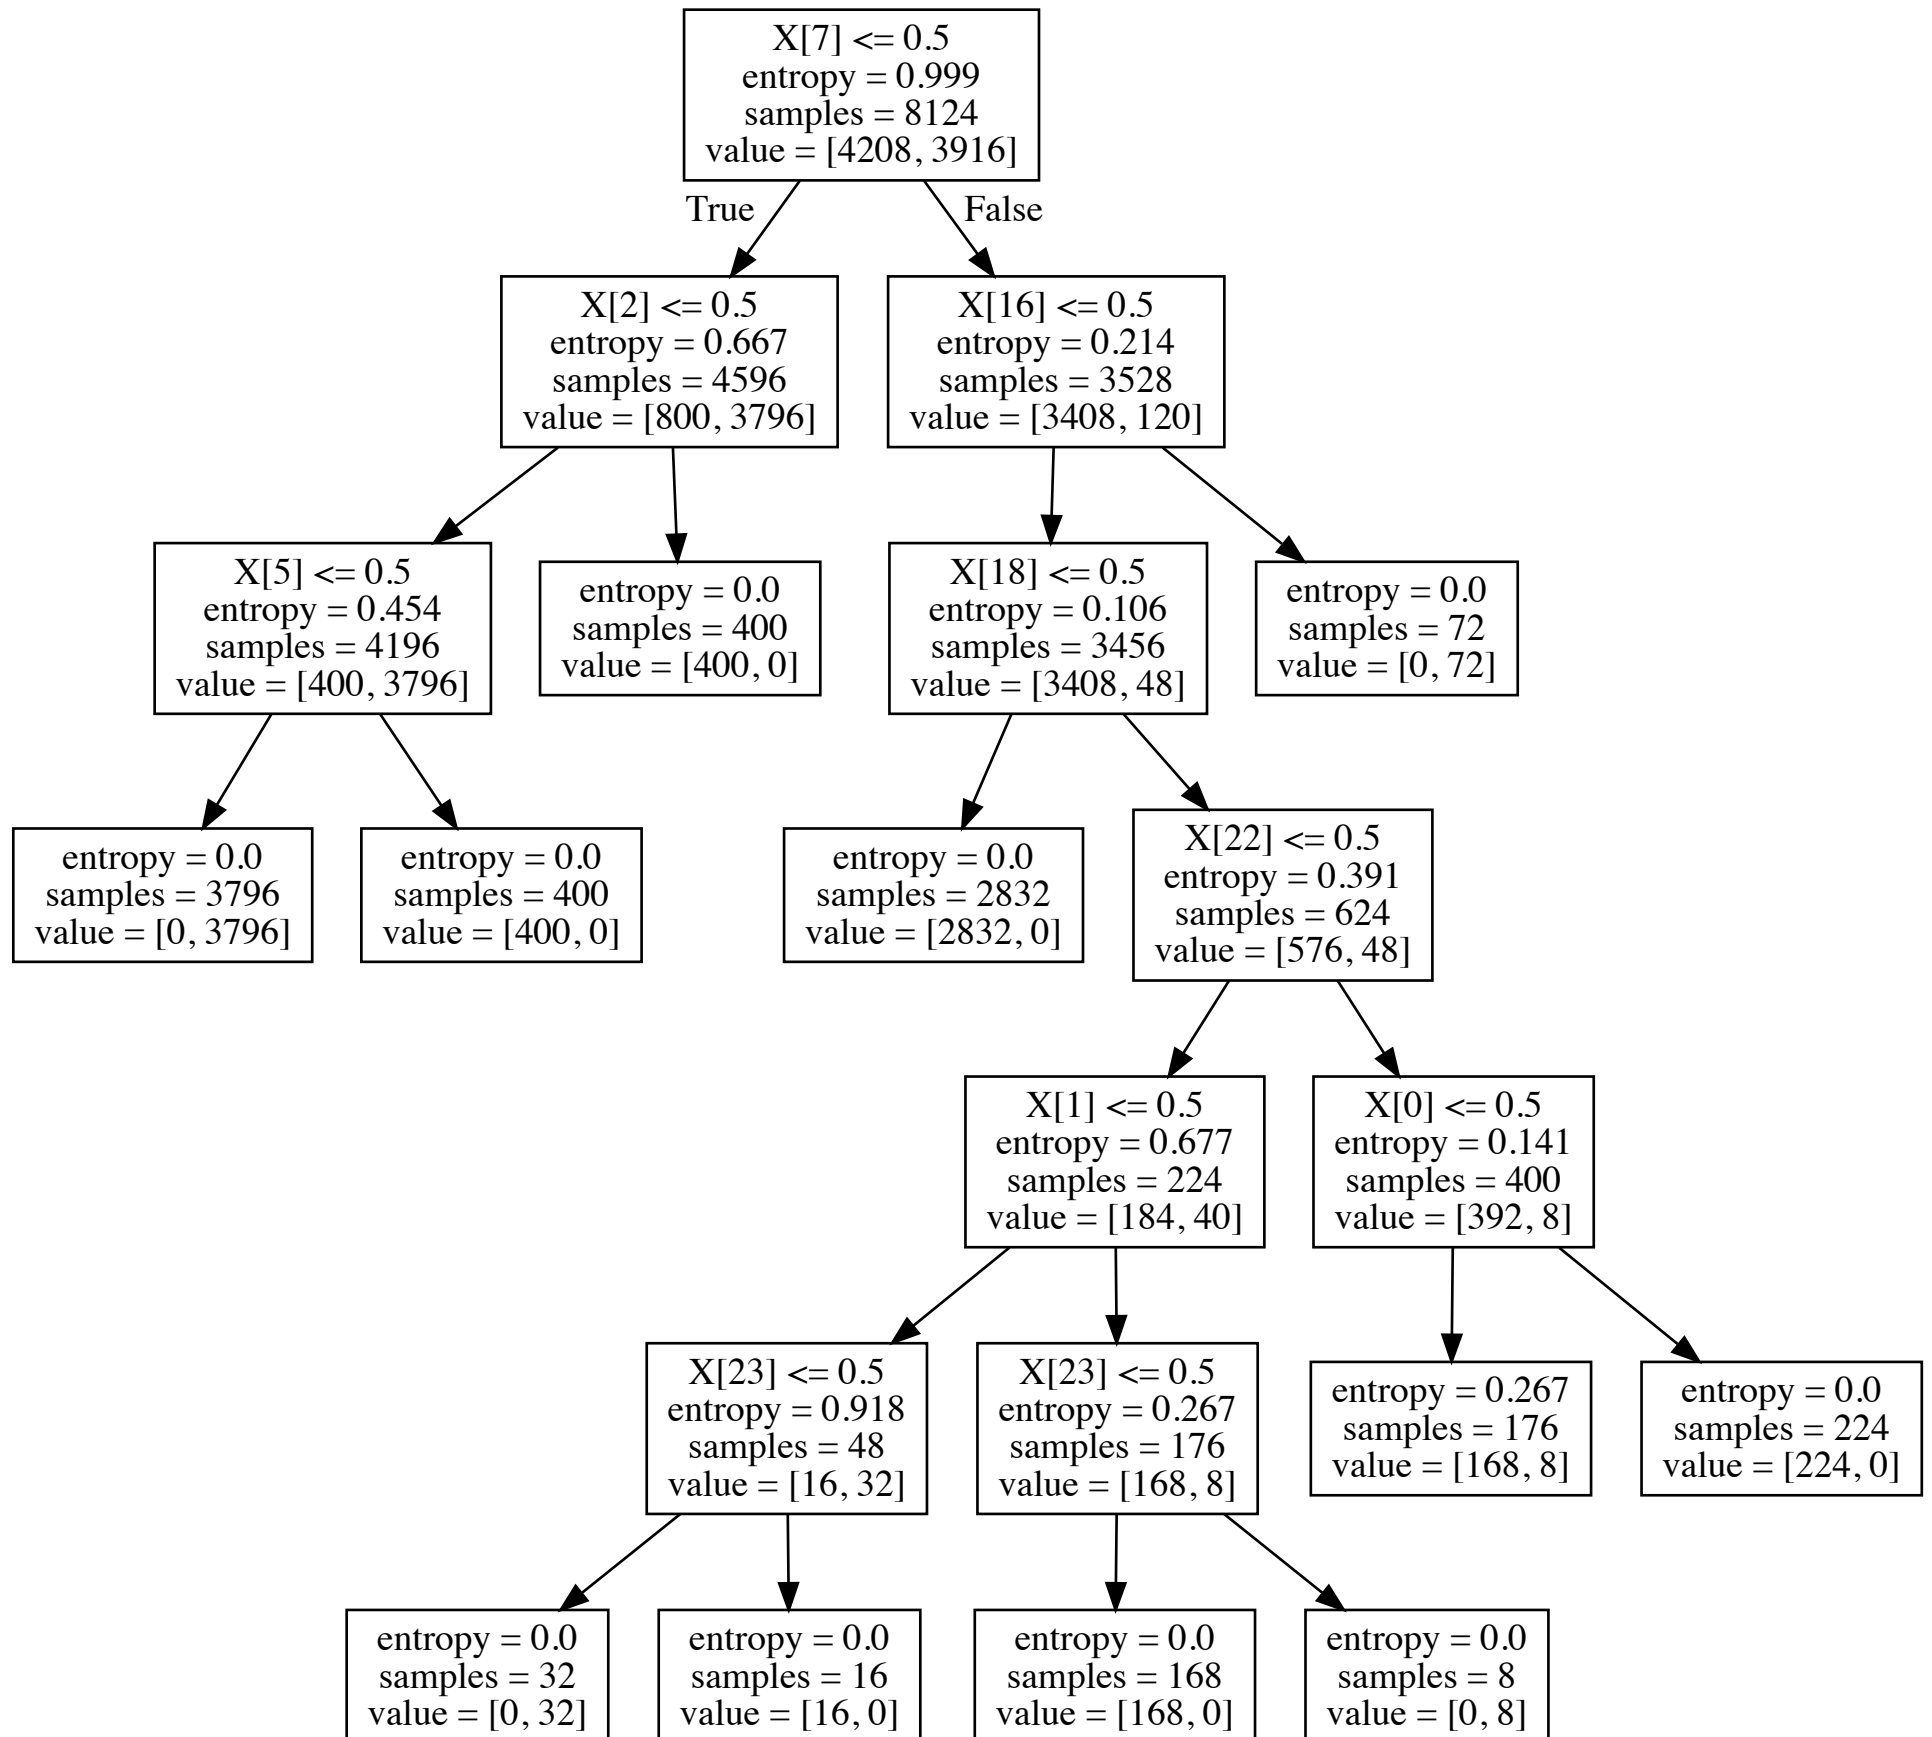 X[7] <= 0.5
entropy = 0.999
samples = 8124
value = [4208, 3916]
True
False
X[2] <= 0.5
entropy = 0.667
samples = 4596
value = [800, 3796]
X[16] <= 0.5
entropy = 0.214
samples = 3528
value = [3408, 120]
X[5] <= 0.5
entropy = 0.454
samples = 4196
value = [400, 3796]
entropy = 0.0
samples = 400
value = [400, 0]
X[18] <= 0.5
entropy = 0.106
samples = 3456
value = [3408, 48]
entropy = 0.0
samples = 72
value = [0, 72]
entropy = 0.0
samples = 3796
value = [0, 3796]
entropy = 0.0
samples = 400
value = [400, 0]
entropy = 0.0
samples = 2832
value = [2832, 0]
X[22] <= 0.5
entropy = 0.391
samples = 624
value = [576, 48]
X[1] <= 0.5
entropy = 0.677
samples = 224
value = [184, 40]
X[0] <= 0.5
entropy = 0.141
samples = 400
value = [392, 8]
X[23] <= 0.5
entropy = 0.918
samples = 48
value = [16, 32]
X[23] <= 0.5
entropy = 0.267
samples = 176
value = [168, 8]
entropy = 0.267
samples = 176
value = [168, 8]
entropy = 0.0
samples = 224
value = [224, 0]
entropy = 0.0
samples = 32
value = [0, 32]
entropy = 0.0
samples = 16
value = [16, 0]
entropy = 0.0
samples = 168
value = [168, 0]
entropy = 0.0
samples = 8
value = [0, 8]